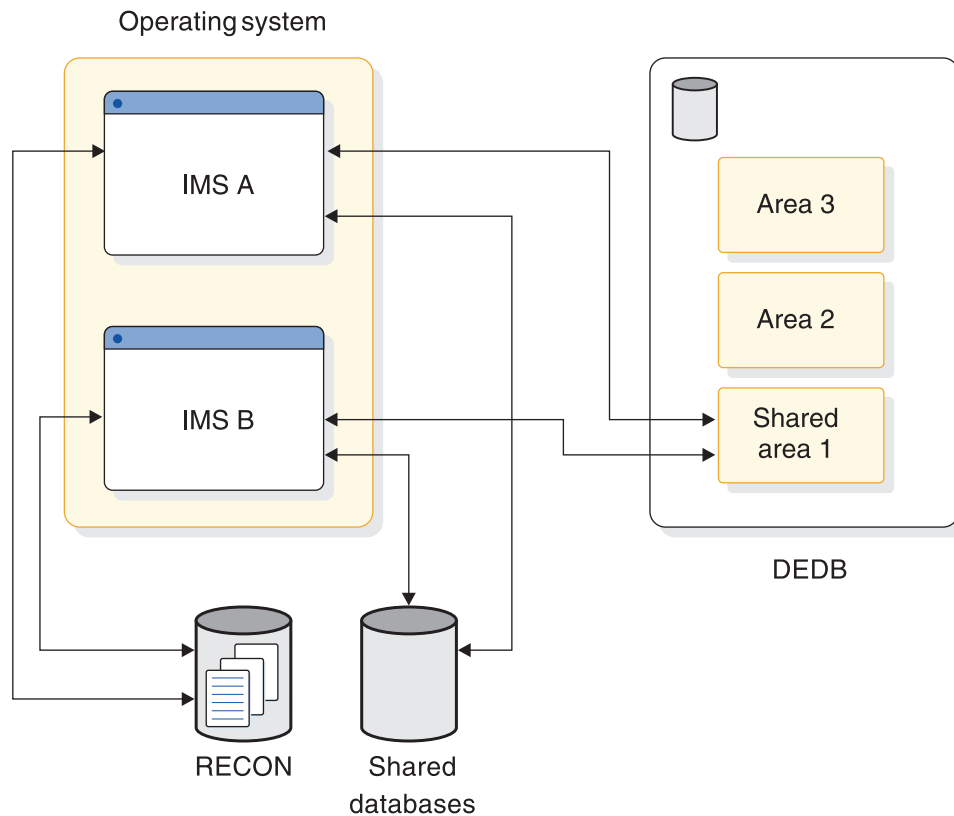 Operating system
IMS A
IMS B
Area 3
Area 2
Shared
area 1
DEDB
RECON
Shared
databases